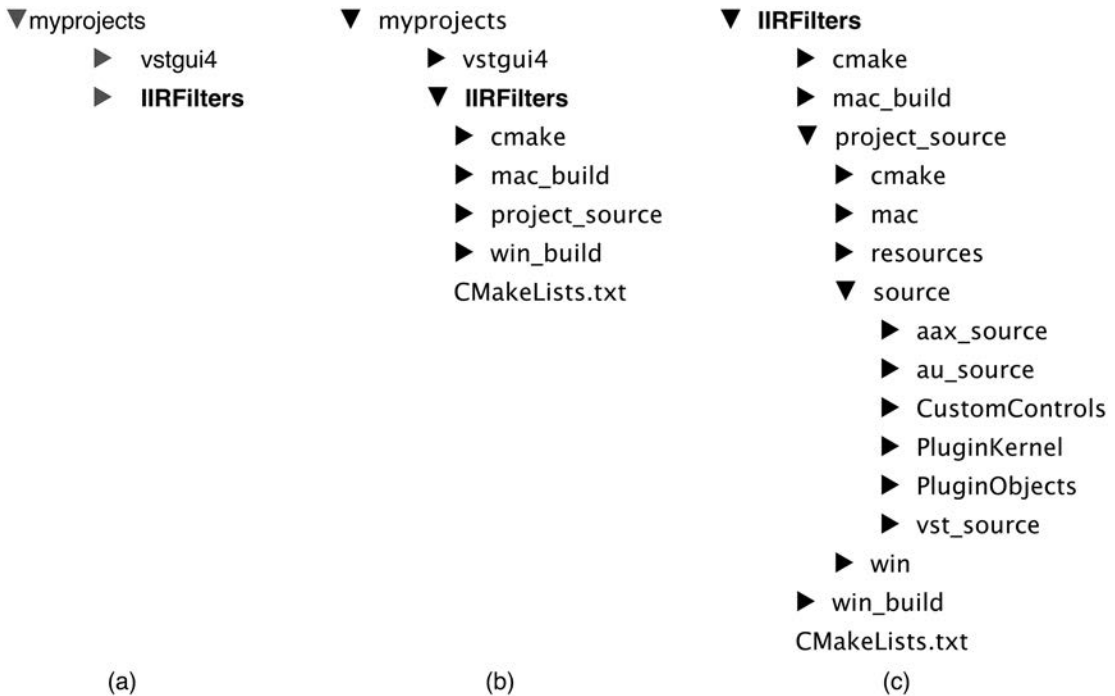 myprojects
vstgui4
IIRFilters
(a)
myprojects
vstgui4
IIRFilters
cmake
mac_build
project_source
win_build
CMakeLists.txt
(b)
IIRFilters
cmake
mac_build
project_source
cmake
mac
resources
source
aax_source
au_source
CustomControls
PluginKernel
PluginObjects
vst_source
win
win_build
CMakeLists.txt
(c)